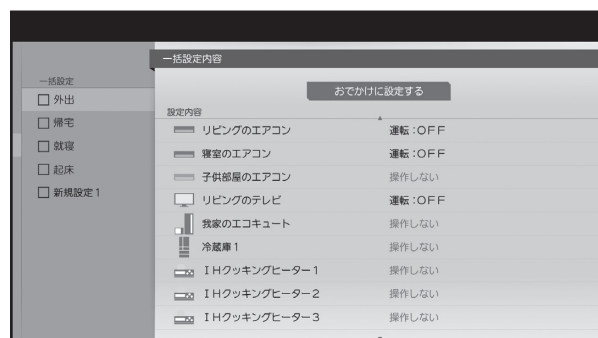 一括設定内容
一括設定
外出
帰宅
就寝
起床
新規設定1
おでかけに設定する
設定内容
リビングのエアコン 運転:OFF
寝室のエアコン 運転:OFF
子供部屋のエアコン 操作しない
リビングのテレビ 運転:OFF
我家のエコキュート 操作しない
冷蔵庫1 操作しない
IHクッキングヒーター1 操作しない
IHクッキングヒーター2 操作しない
IHクッキングヒーター3 操作しない